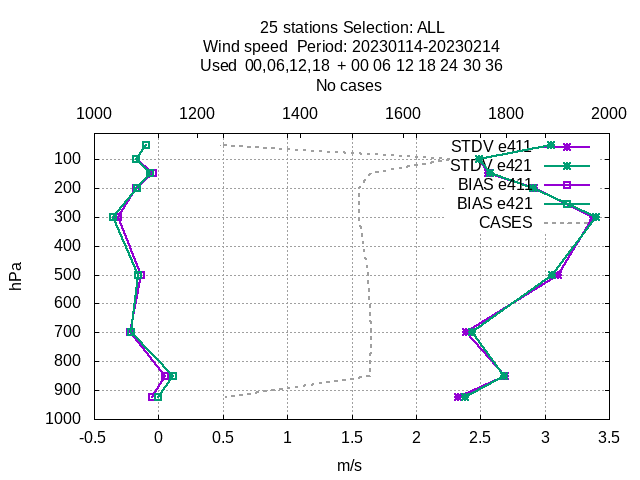 25 stations Selection: ALL
Wind speed  Period: 20230114-20230214
Used  00,06,12,18  + 00 06 12 18 24 30 36
No cases
1000 1200 1400 1600 1800 2000
STDV e411
STDV e421
BIAS e411
BIAS e421
CASES
100
200
300
400
500
600
700
800
900
1000
hPa
-0.5 0 0.5 1 1.5 2 2.5 3 3.5
m/s